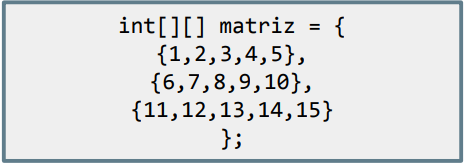 int[][] matriz = {
{1,2,3,4,5},
{6,7,8,9,10},
{11,12,13,14,15}
};